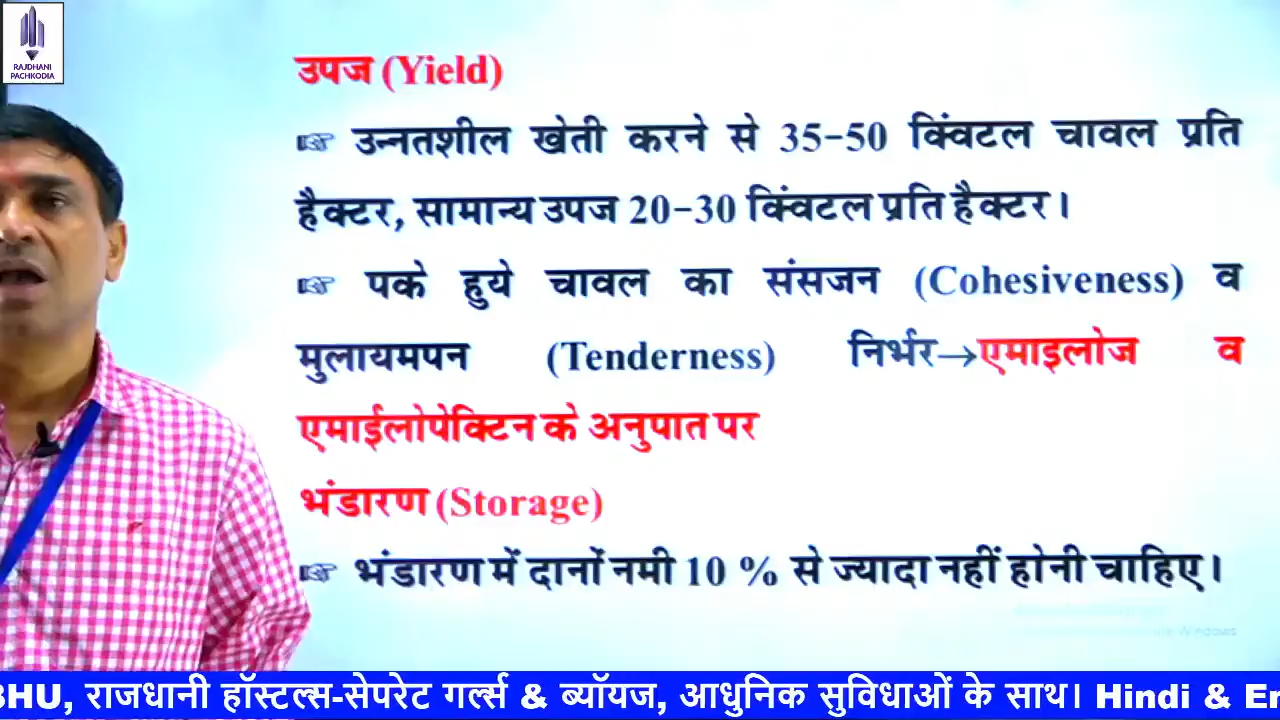 RAJDHANI
PACHKODIA
उपज (Yield)
☞ उन्नतशील खेती करने से 35-50 क्विंटल चावल प्रति
हैक्टर, सामान्य उपज 20-30 क्विंटल प्रति हैक्टर।
☞ पके हुये चावल का संसजन (Cohesiveness) व
मुलायमपन (Tenderness) निर्भर→एमाइलोज व
एमाईलोपेक्टिन के अनुपात पर
भंडारण (Storage)
☞ भंडारण में दानों नमी 10 % से ज्यादा नहीं होनी चाहिए।
Windows
BHU, राजधानी हॉस्टल्स-सेपरेट गर्ल्स & ब्यॉयज, आधुनिक सुविधाओं के साथ। Hindi & En